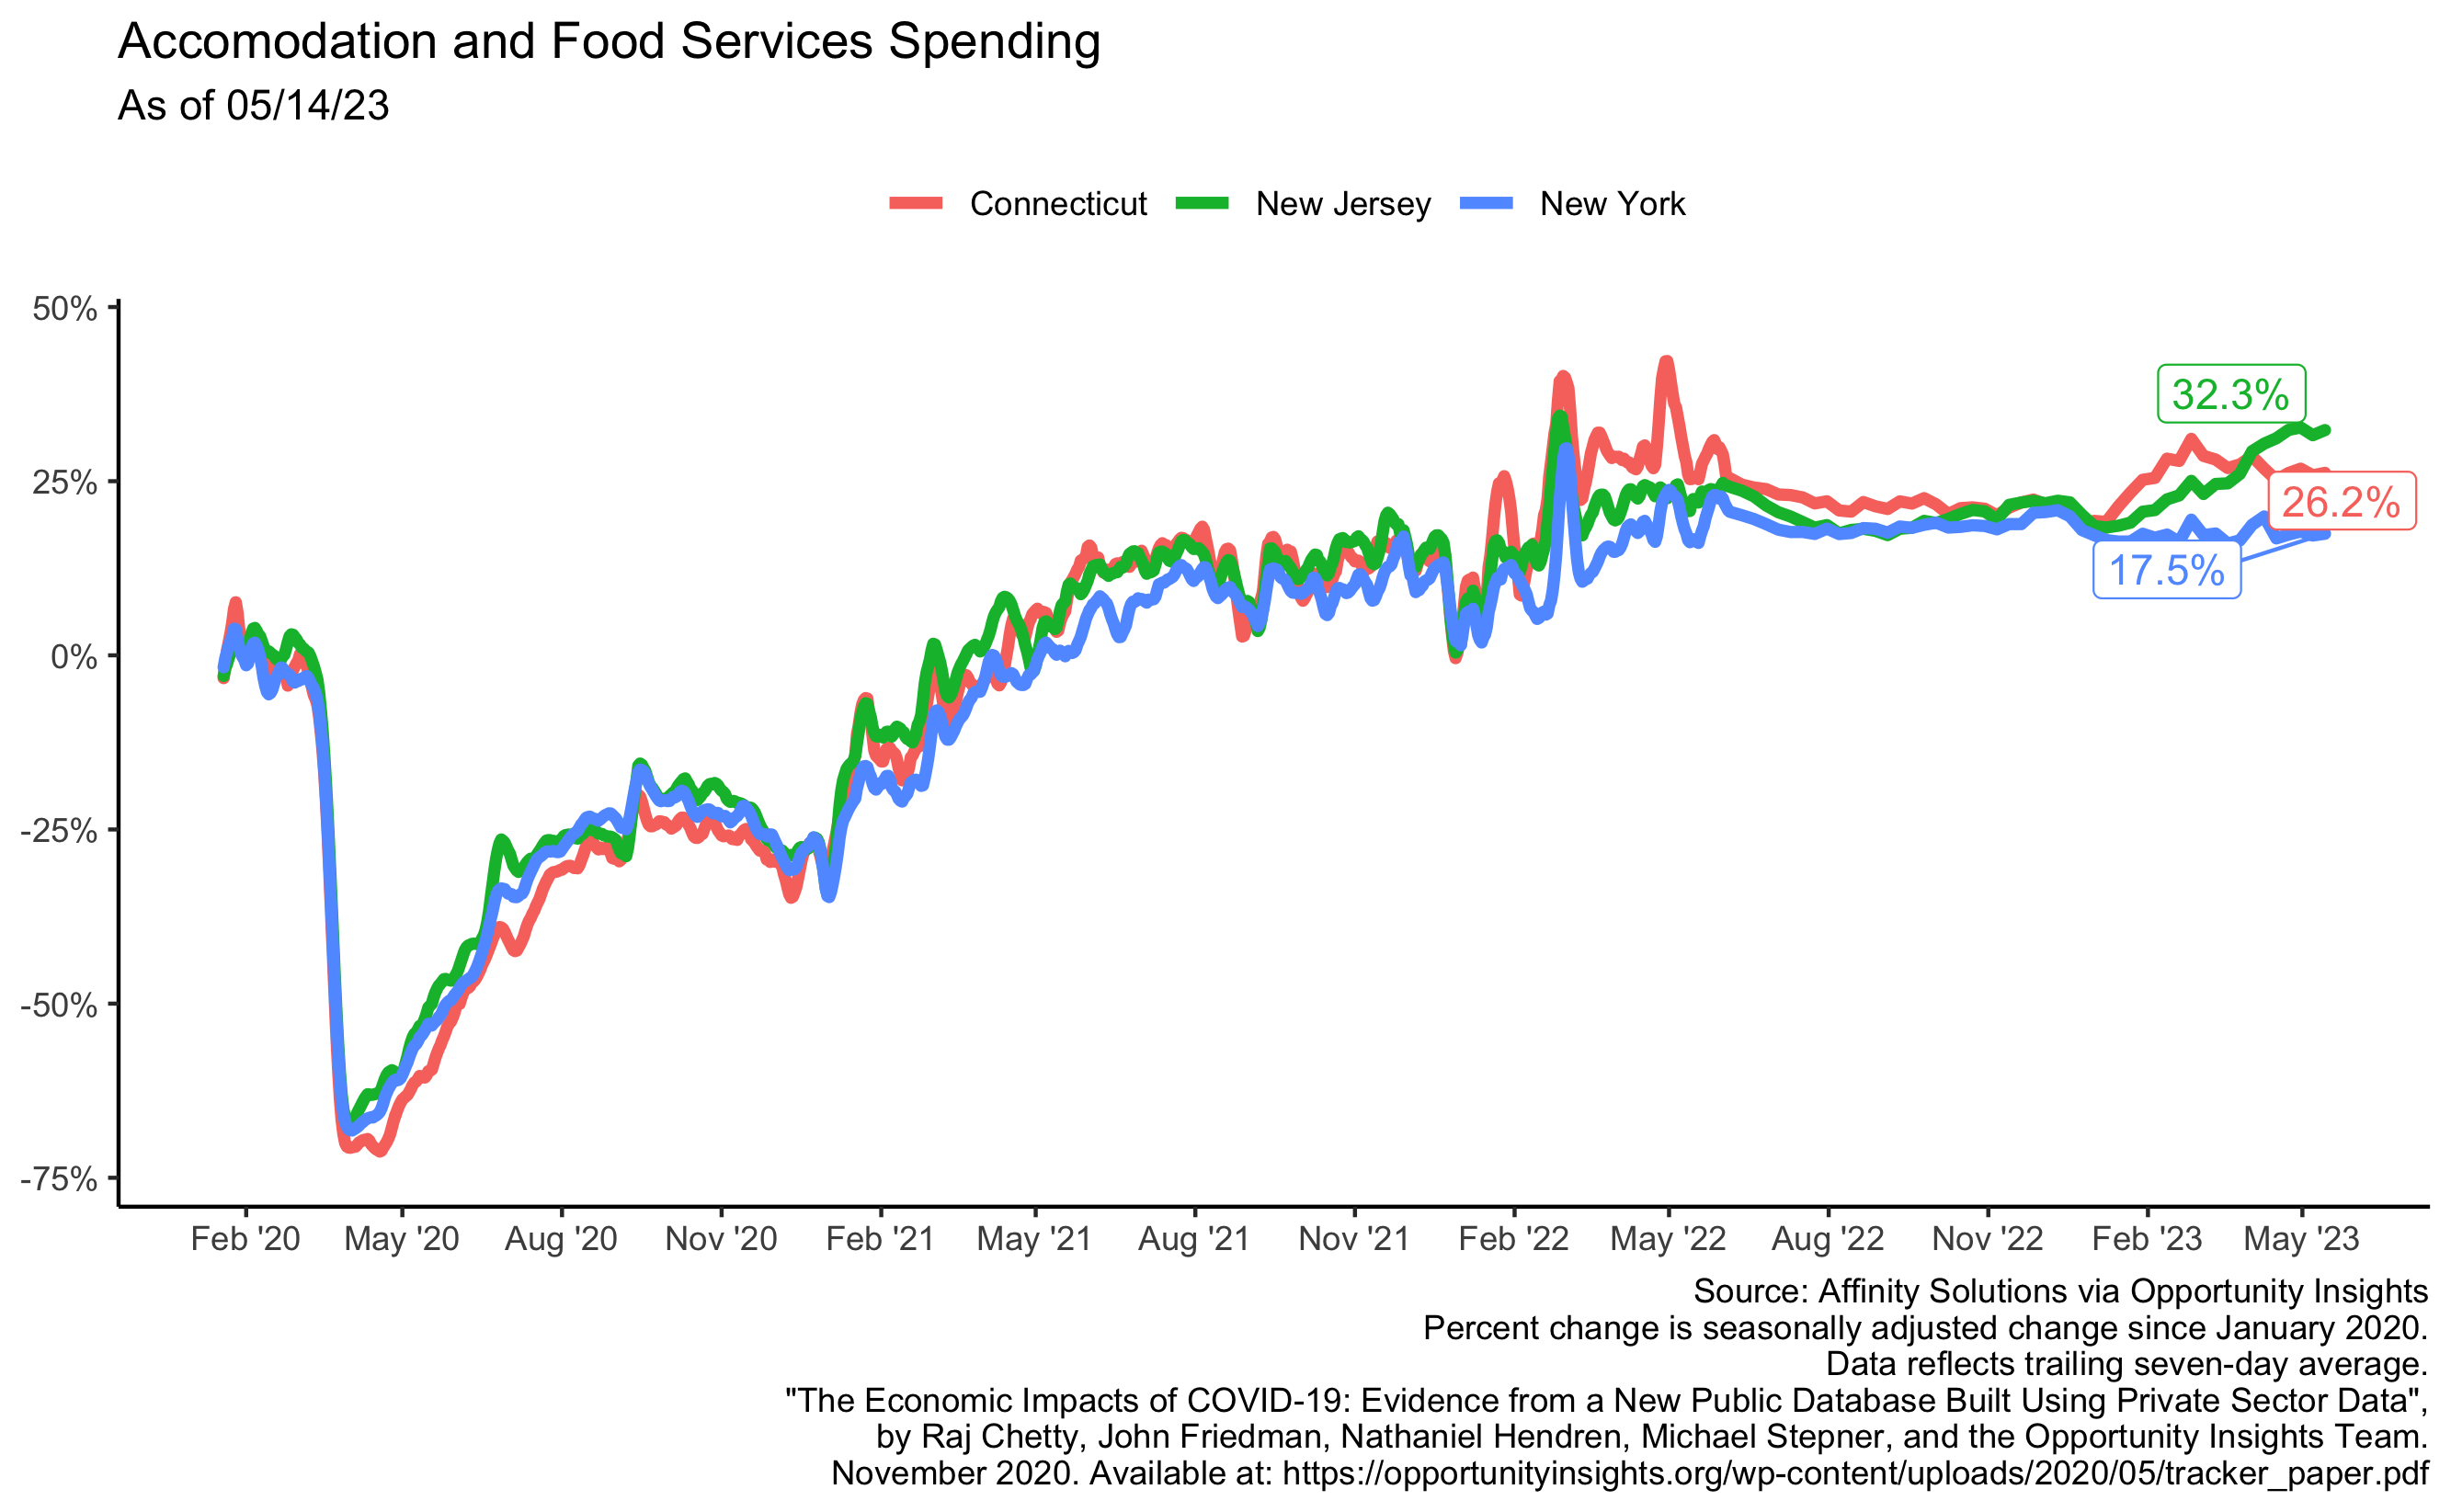 Accomodation and Food Services Spending
As of 05/14/23
Connecticut New Jersey New York
50%
25%
0%
-25%
-50%
-75%
32.3%
26.2%
17.5%
Feb '20 May '20 Aug '20 Nov '20 Feb '21 May '21 Aug '21 Nov '21 Feb '22 May '22 Aug '22 Nov '22 Feb '23 May '23
Source: Affinity Solutions via Opportunity Insights
Percent change is seasonally adjusted change since January 2020.
Data reflects trailing seven-day average.
"The Economic Impacts of COVID-19: Evidence from a New Public Database Built Using Private Sector Data",
by Raj Chetty, John Friedman, Nathaniel Hendren, Michael Stepner, and the Opportunity Insights Team.
November 2020. Available at: https://opportunityinsights.org/wp-content/uploads/2020/05/tracker_paper.pdf